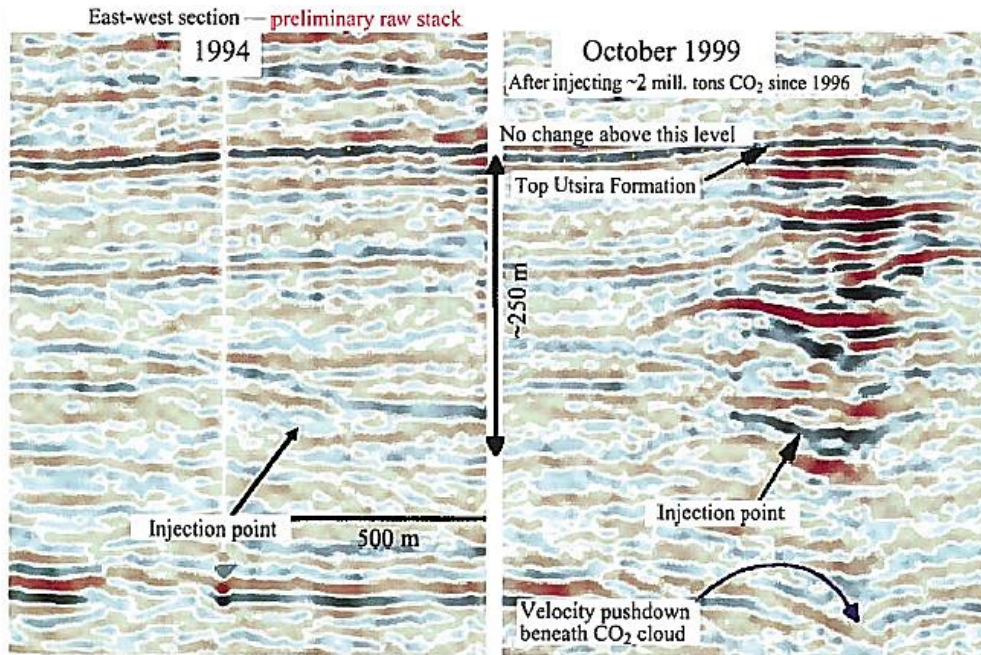 East-west section — preliminary raw stack
1994
October 1999
After injecting ~2 mill. tons CO₂ since 1996
No change above this level
Top Utsira Formation
~250 m
Injection point
500 m
Injection point
Velocity pushdown
beneath CO₂ cloud